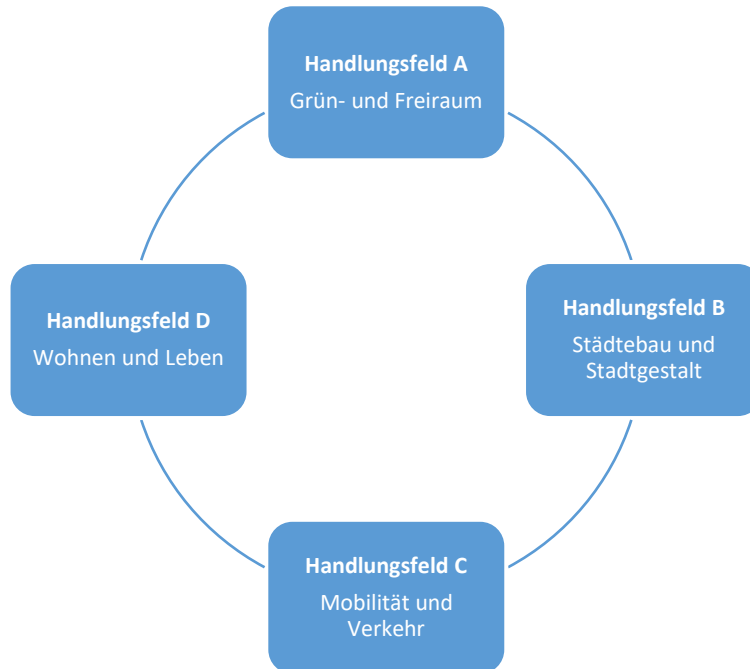 Handlungsfeld A
Grün- und Freiraum
Handlungsfeld B
Städtebau und
Stadtgestalt
Handlungsfeld C
Mobilität und
Verkehr
Handlungsfeld D
Wohnen und Leben